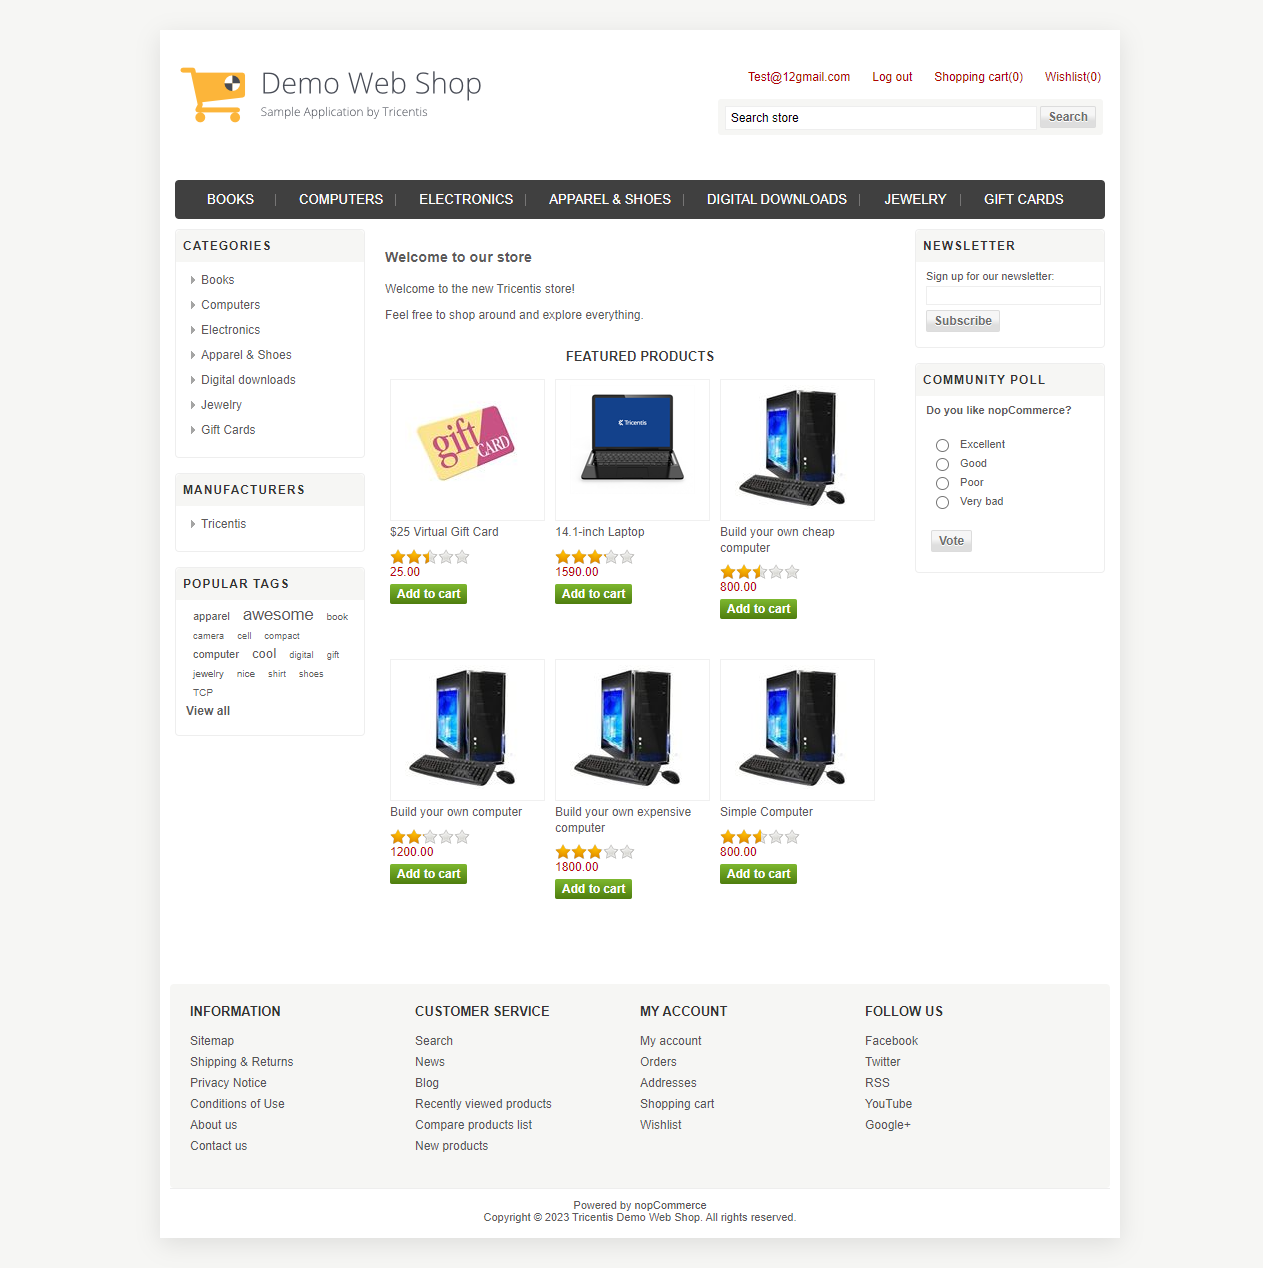 Demo Web Shop
Sample Application by Tricentis
Test@12gmail.com Log out Shopping cart(0) Wishlist(0)
Search store Search
BOOKS COMPUTERS ELECTRONICS APPAREL & SHOES DIGITAL DOWNLOADS JEWELRY GIFT CARDS
CATEGORIES
Books
Computers
Electronics
Apparel & Shoes
Digital downloads
Jewelry
Gift Cards
MANUFACTURERS
Tricentis
POPULAR TAGS
apparel awesome book
camera cell compact
computer cool digital gift
jewelry nice shirt shoes
TCP
View all
Welcome to our store
Welcome to the new Tricentis store!
Feel free to shop around and explore everything.
FEATURED PRODUCTS
gift CARD
Tricentis
$25 Virtual Gift Card
25.00
Add to cart
14.1-inch Laptop
1590.00
Add to cart
Build your own cheap
computer
800.00
Add to cart
Build your own computer
1200.00
Add to cart
Build your own expensive
computer
1800.00
Add to cart
Simple Computer
800.00
Add to cart
NEWSLETTER
Sign up for our newsletter:
Subscribe
COMMUNITY POLL
Do you like nopCommerce?
Excellent
Good
Poor
Very bad
Vote
INFORMATION
Sitemap
Shipping & Returns
Privacy Notice
Conditions of Use
About us
Contact us
CUSTOMER SERVICE
Search
News
Blog
Recently viewed products
Compare products list
New products
MY ACCOUNT
My account
Orders
Addresses
Shopping cart
Wishlist
FOLLOW US
Facebook
Twitter
RSS
YouTube
Google+
Powered by nopCommerce
Copyright © 2023 Tricentis Demo Web Shop. All rights reserved.